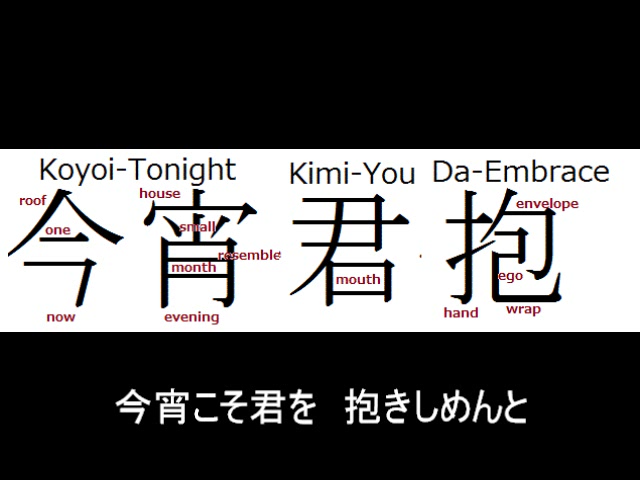 Koyoi-Tonight Kimi-You Da-Embrace
roof house envelope
one small
resemble
month mouth ego
now evening hand wrap
今宵君抱
今宵こそ君を 抱きしめんと